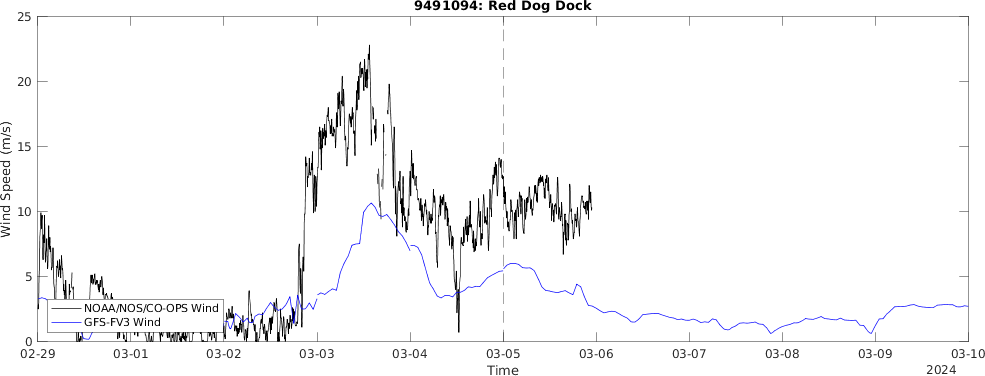 9491094: Red Dog Dock
25
20
15
10
5
0
Wind Speed (m/s)
NOAA/NOS/CO-OPS Wind
GFS-FV3 Wind
02-29 03-01 03-02 03-03 03-04 03-05 03-06 03-07 03-08 03-09 03-10
Time
2024